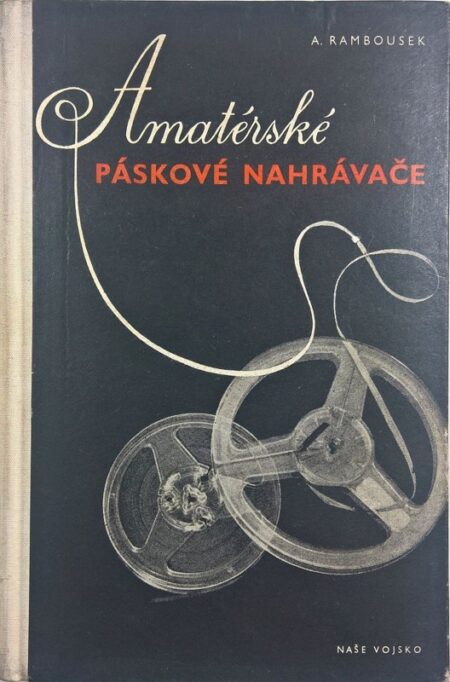 A. RAMBOUSEK
Amatérské
PÁSKOVÉ NAHRÁVAČE
NAŠE VOJSKO